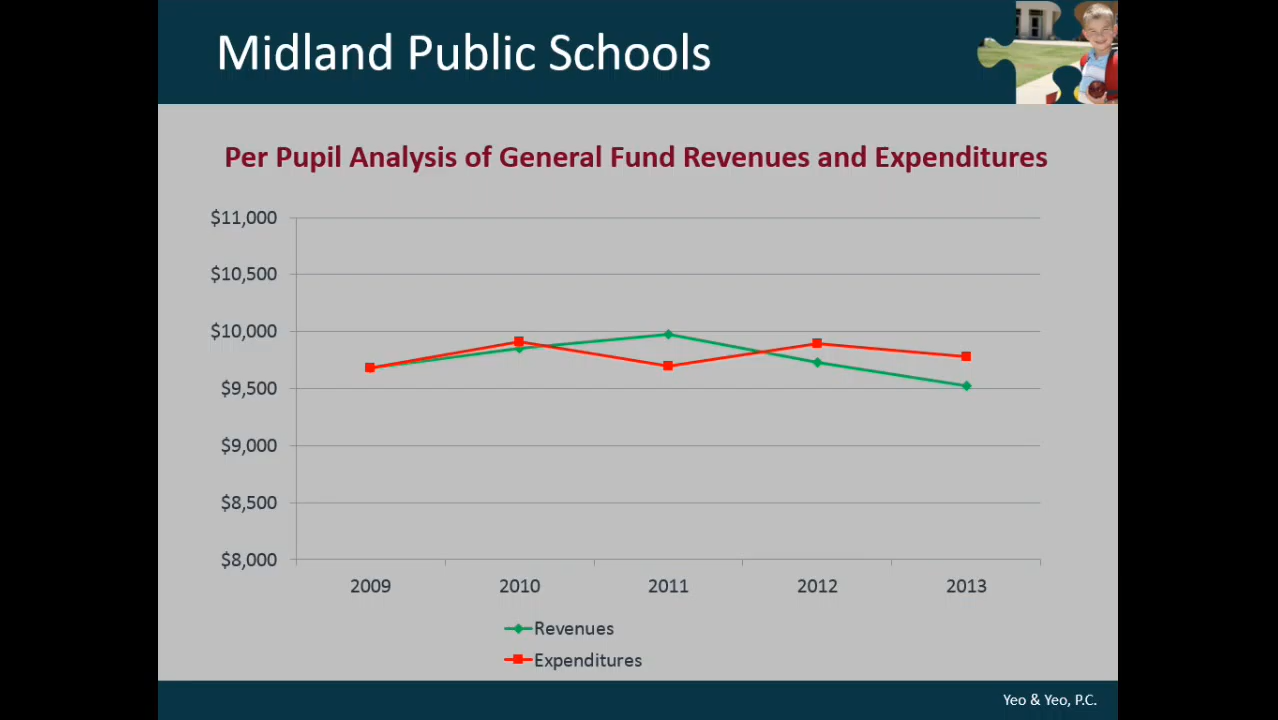 Midland Public Schools
Per Pupil Analysis of General Fund Revenues and Expenditures
$11,000
$10,500
$10,000
$9,500
$9,000
$8,500
$8,000
2009 2010 2011 2012 2013
Revenues
Expenditures
Yeo & Yeo, P.C.